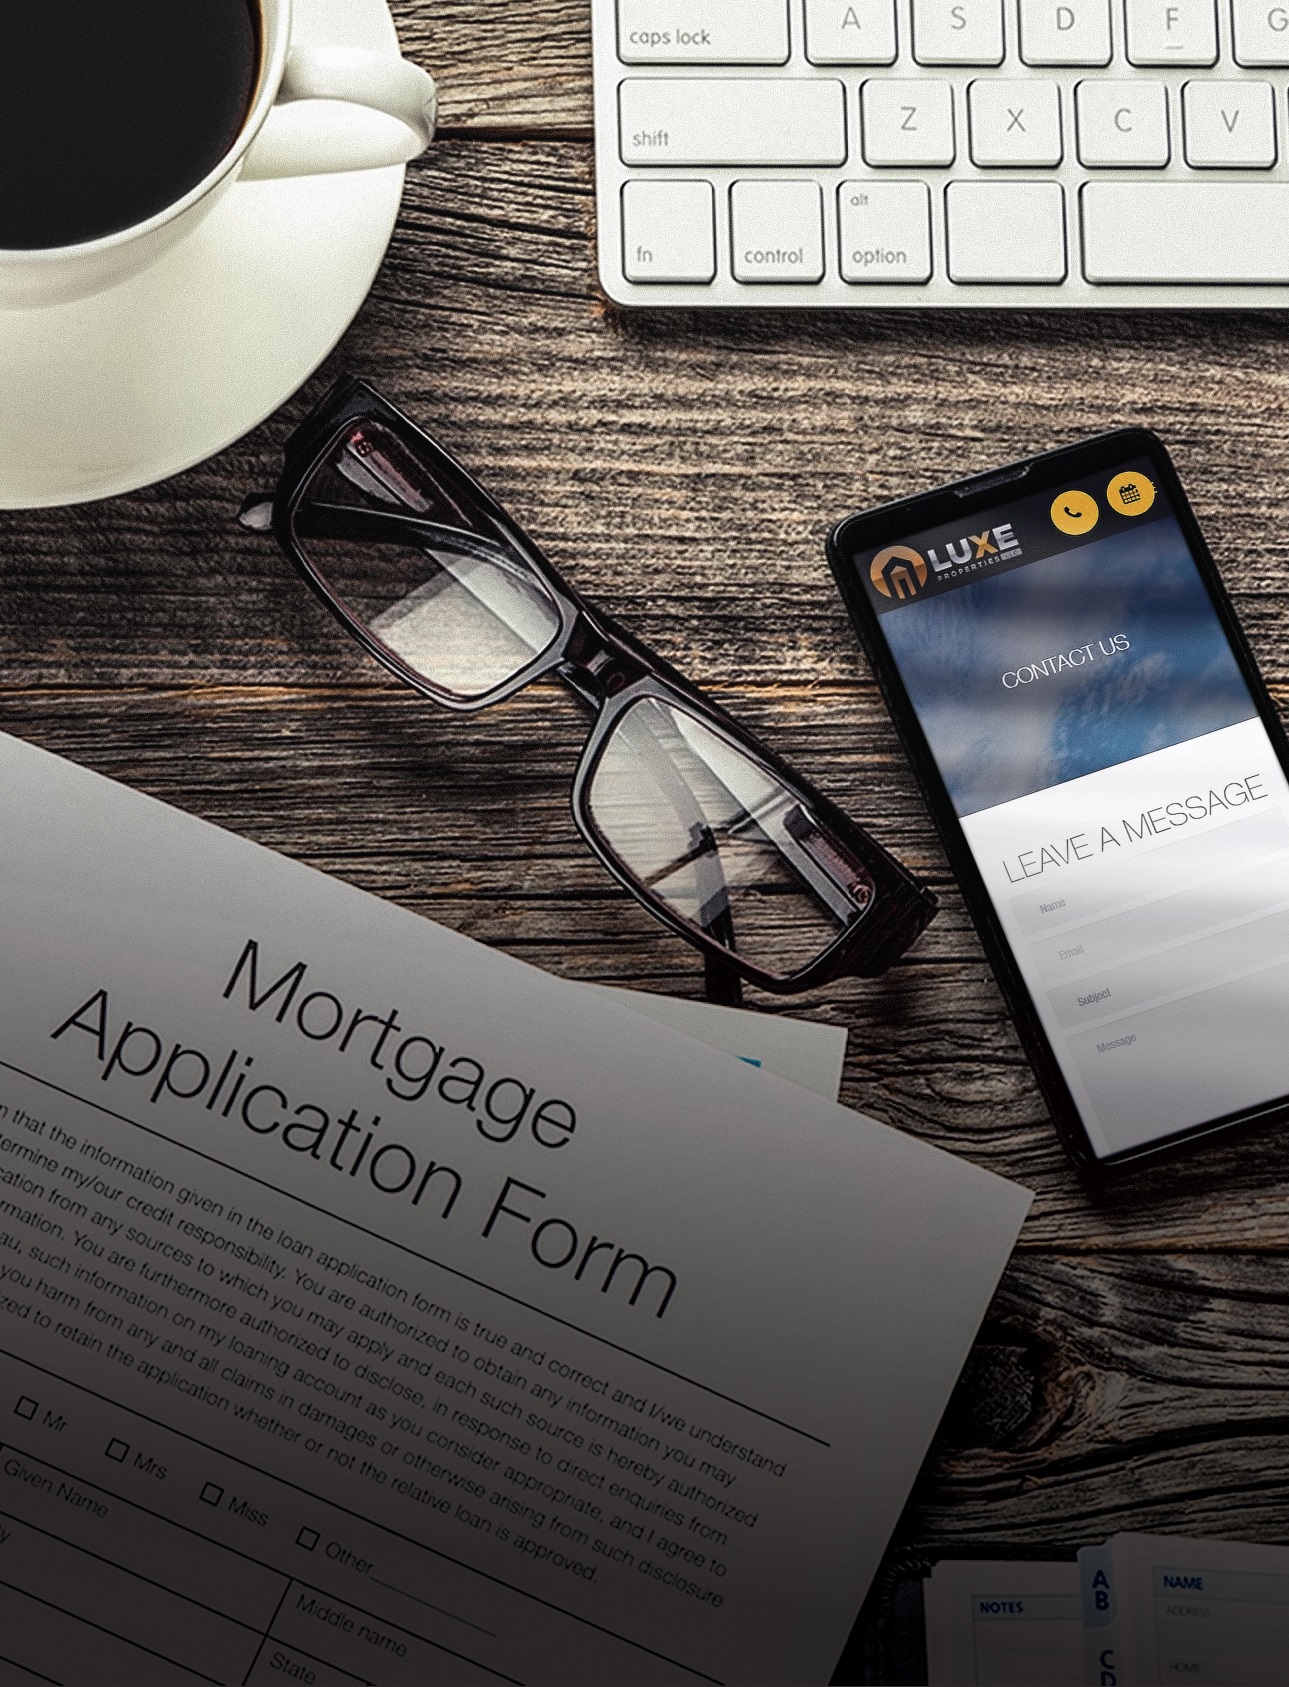 caps lock
A
S
D
F
G
shift
Z
X
C
V
fn
control
alt
option
LUXE
PROPERTIES LLC
CONTACT US
LEAVE A MESSAGE
Name
Email
Subject
Message
Mortgage
Application Form
that the information given in the loan application form is true and correct and I/we understand
my/our credit responsibility. You are authorized to obtain any information you may
from any sources to which you may apply and each such source is hereby authorized
You are furthermore authorized to disclose, in response to direct enquiries from
such information on my loaning account as you consider appropriate, and I agree to
you harm from any and all claims in damages or otherwise arising from such disclosure
to retain the application whether or not the relative loan is approved.
Mr
Mrs
Miss
Other
Given Name
Middle name
State
NOTES
A
B
C
D
NAME
ADDRESS
HOME